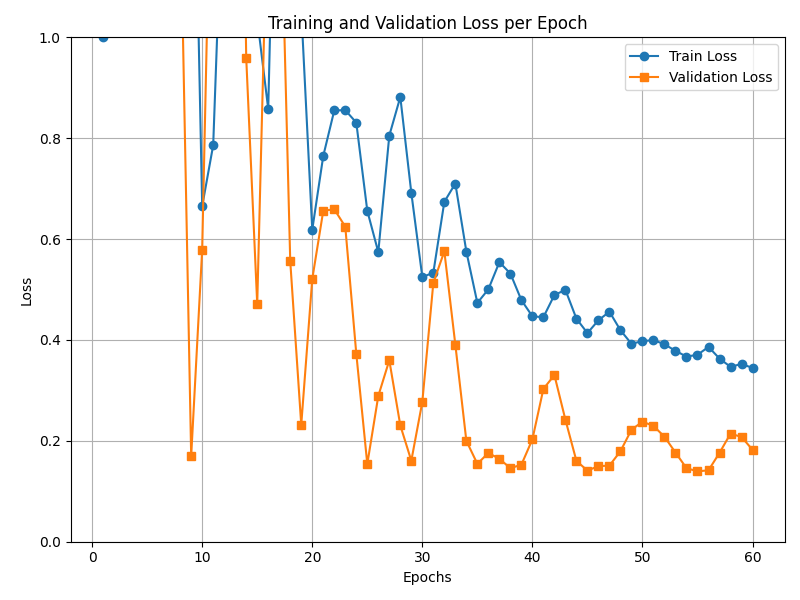 Training and Validation Loss per Epoch
Train Loss
Validation Loss
1.0
0.8
0.6
0.4
0.2
0.0
Loss
0 10 20 30 40 50 60
Epochs